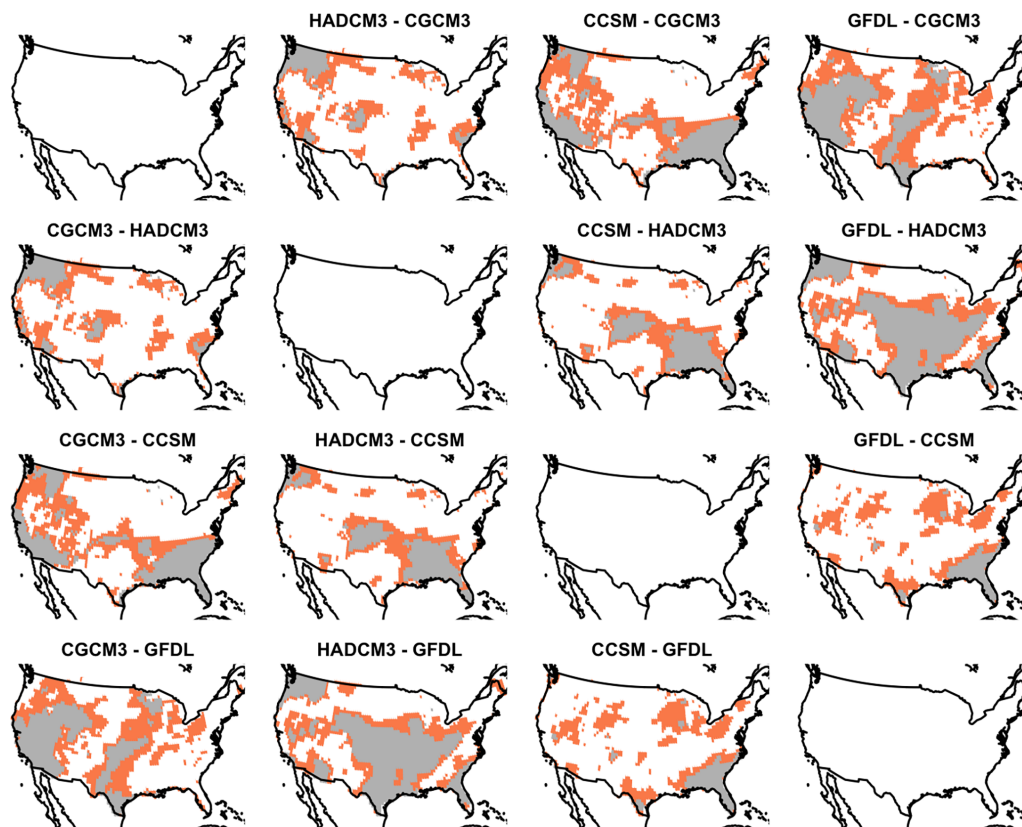 HADCM3 - CGCM3
CCSM - CGCM3
GFDL - CGCM3
CGCM3 - HADCM3
CCSM - HADCM3
GFDL - HADCM3
CGCM3 - CCSM
HADCM3 - CCSM
GFDL - CCSM
CGCM3 - GFDL
HADCM3 - GFDL
CCSM - GFDL